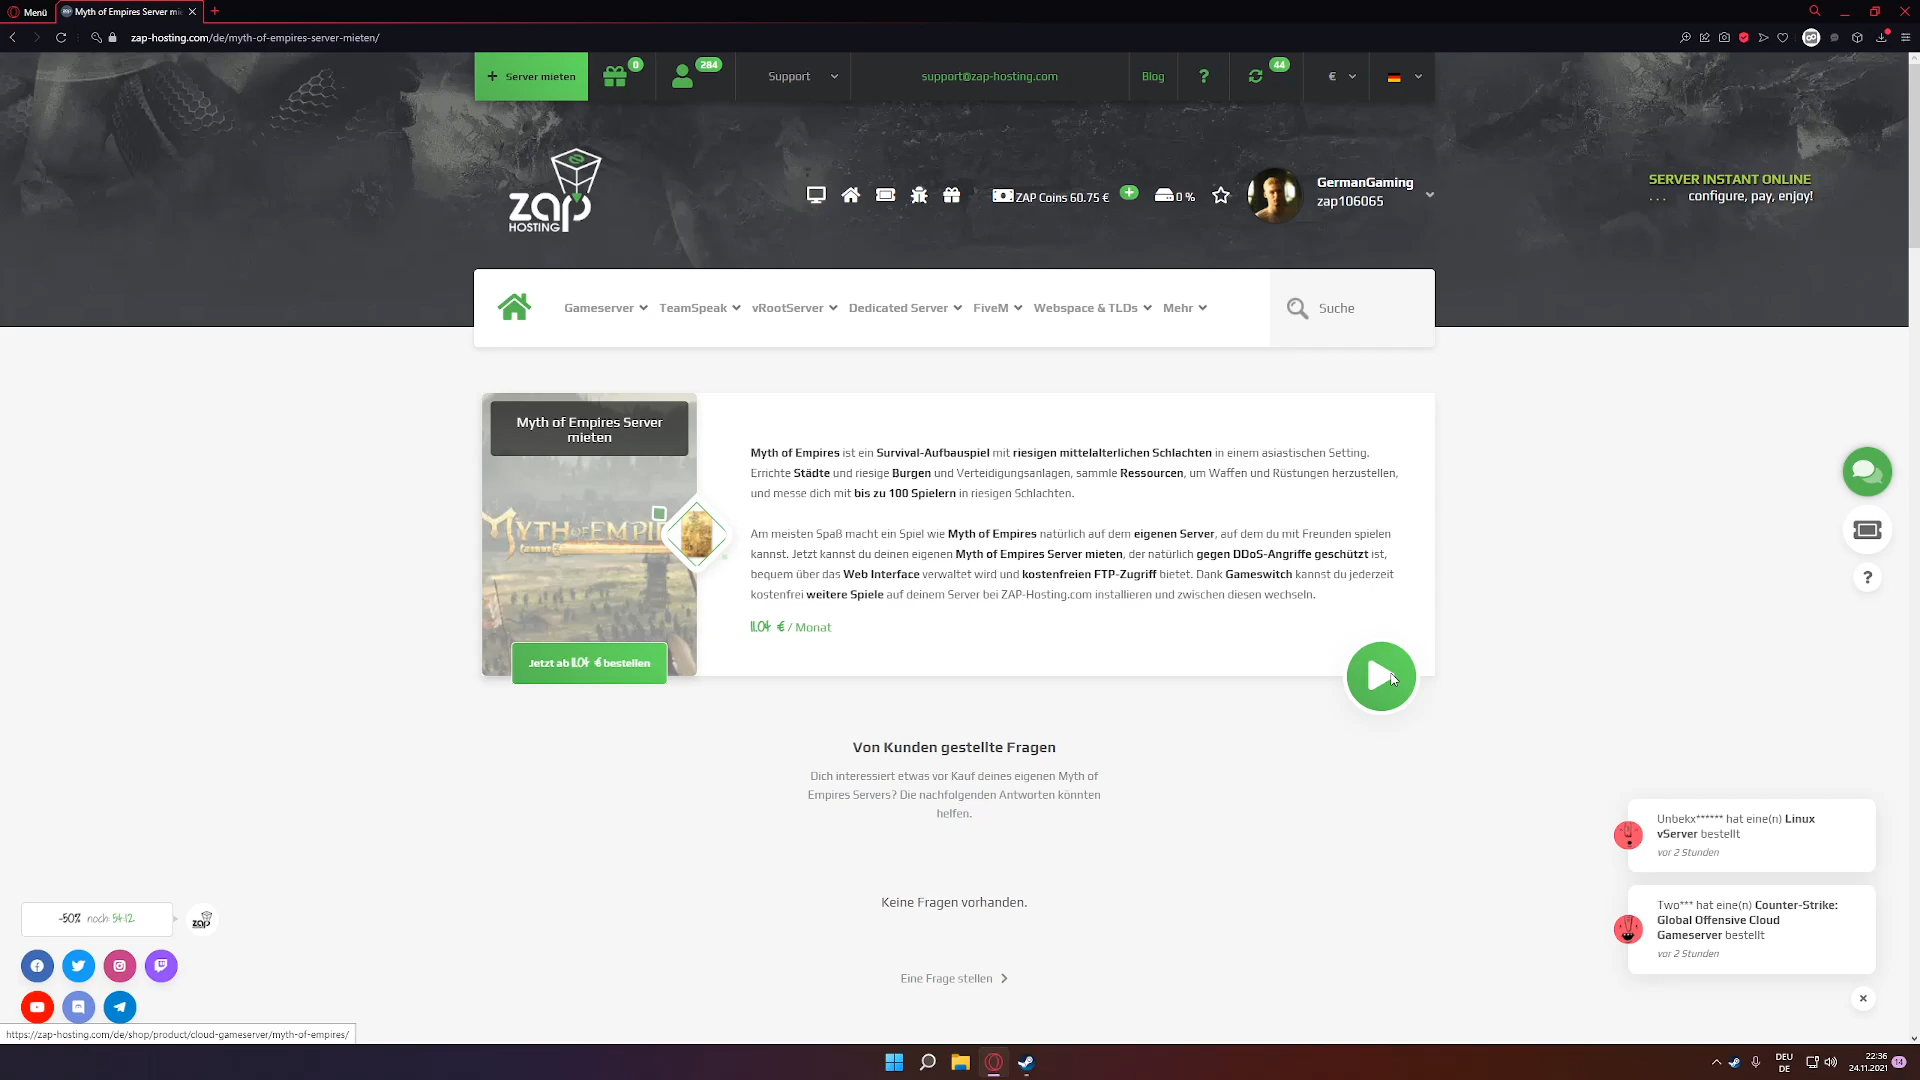 Menü
Myth of Empires Server mi
zap-hosting.com/de/myth-of-empires-server-mieten/
Server mieten
0
284
Support
support@zap-hosting.com
Blog
?
44
€
zap
HOSTING
ZAP Coins 60.75 €
0 %
GermanGaming
zap106065
SERVER INSTANT ONLINE
. . . configure, pay, enjoy!
Gameserver
TeamSpeak
vRootServer
Dedicated Server
FiveM
Webspace & TLDs
Mehr
Suche
Myth of Empires Server
mieten
MYTH OF EMPI
Jetzt ab 11.04 € bestellen
Myth of Empires ist ein Survival-Aufbauspiel mit riesigen mittelalterlichen Schlachten in einem asiastischen Setting.
Errichte Städte und riesige Burgen und Verteidigungsanlagen, sammle Ressourcen, um Waffen und Rüstungen herzustellen,
und messe dich mit bis zu 100 Spielern in riesigen Schlachten.
Am meisten Spaß macht ein Spiel wie Myth of Empires natürlich auf dem eigenen Server, auf dem du mit Freunden spielen
kannst. Jetzt kannst du deinen eigenen Myth of Empires Server mieten, der natürlich gegen DDoS-Angriffe geschützt ist,
bequem über das Web Interface verwaltet wird und kostenfreien FTP-Zugriff bietet. Dank Gameswitch kannst du jederzeit
kostenfrei weitere Spiele auf deinem Server bei ZAP-Hosting.com installieren und zwischen diesen wechseln.
11.04 € / Monat
?
Von Kunden gestellte Fragen
Dich interessiert etwas vor Kauf deines eigenen Myth of
Empires Servers? Die nachfolgenden Antworten könnten
helfen.
Keine Fragen vorhanden.
Eine Frage stellen
Unbekx****** hat eine(n) Linux
vServer bestellt
vor 2 Stunden
Two*** hat eine(n) Counter-Strike:
Global Offensive Cloud
Gameserver bestellt
vor 2 Stunden
-50% noch: 54:12
zap
https://zap-hosting.com/de/shop/product/cloud-gameserver/myth-of-empires/
DEU
DE
22:36
24.11.2021
14